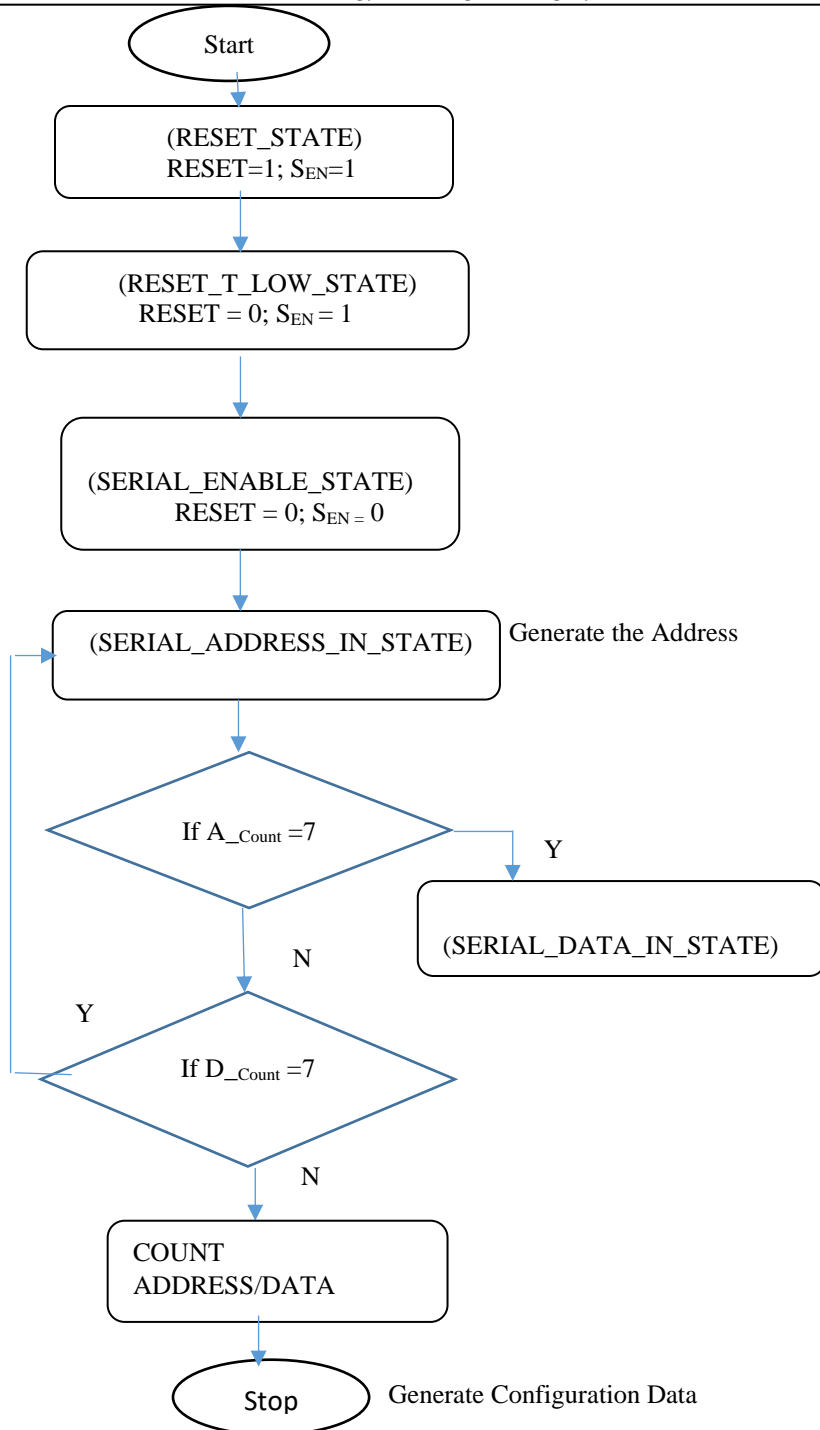 Start
(RESET_STATE)
RESET=1; SEN=1
(RESET_T_LOW_STATE)
RESET = 0; SEN = 1
(SERIAL_ENABLE_STATE)
RESET = 0; SEN = 0
(SERIAL_ADDRESS_IN_STATE)
Generate the Address
If A_Count =7
Y
(SERIAL_DATA_IN_STATE)
N
Y
If D_Count =7
N
COUNT
ADDRESS/DATA
Stop
Generate Configuration Data